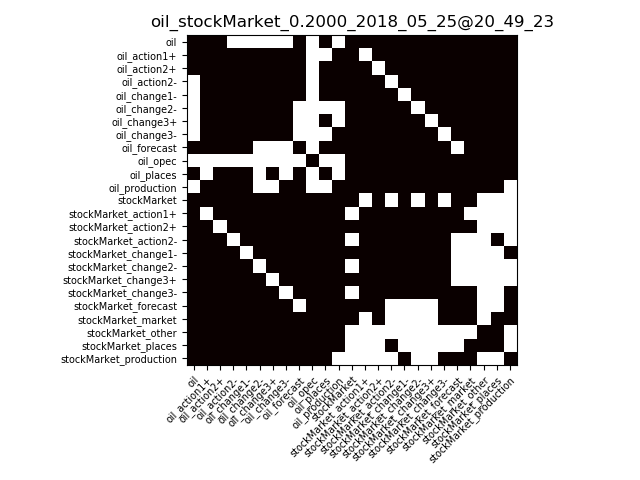 oil_stockMarket_0.2000_2018_05_25@20_49_23
oil
oil_action1+
oil_action2+
oil_action2-
oil_change1-
oil_change2-
oil_change3+
oil_change3-
oil_forecast
oil_opec
oil_places
oil_production
stockMarket
stockMarket_action1+
stockMarket_action2+
stockMarket_action2-
stockMarket_change1-
stockMarket_change2-
stockMarket_change3+
stockMarket_change3-
stockMarket_forecast
stockMarket_market
stockMarket_other
stockMarket_places
stockMarket_production
oil
oil_action1+
oil_action2+
oil_action2-
oil_change1-
oil_change2-
oil_change3+
oil_change3-
oil_forecast
oil_opec
oil_places
oil_production
stockMarket
stockMarket_action1+
stockMarket_action2+
stockMarket_action2-
stockMarket_change1-
stockMarket_change2-
stockMarket_change3+
stockMarket_change3-
stockMarket_forecast
stockMarket_market
stockMarket_other
stockMarket_places
stockMarket_production